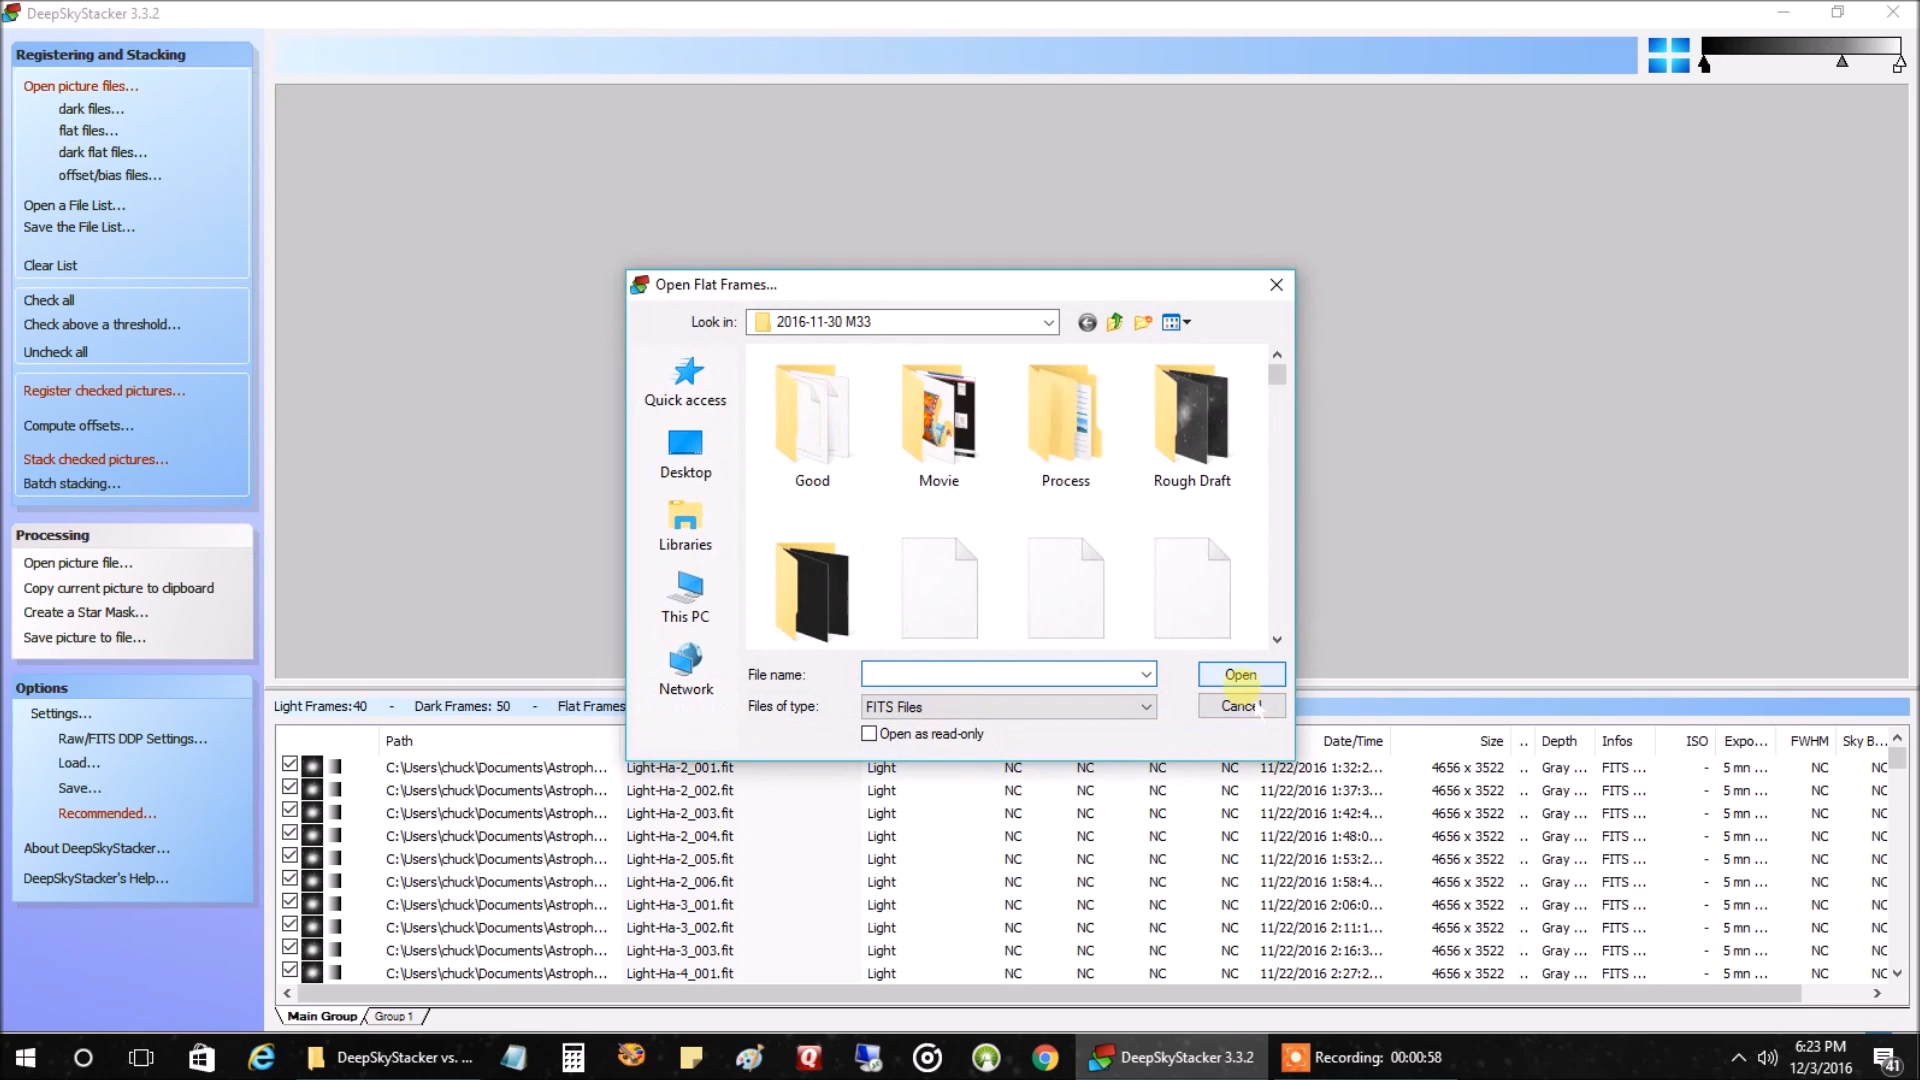 DeepSkyStacker 3.3.2
Registering and Stacking
Open picture files...
dark files...
flat files...
dark flat files...
offset/bias files...
Open a File List...
Save the File List...
Clear List
Check all
Check above a threshold...
Uncheck all
Register checked pictures...
Compute offsets...
Stack checked pictures...
Batch stacking...
Processing
Open picture file...
Copy current picture to clipboard
Create a Star Mask...
Save picture to file...
Options
Settings...
Raw/FITS DDP Settings...
Load...
Save...
Recommended...
About DeepSkyStacker...
DeepSkyStacker's Help...
Open Flat Frames...
Look in: 2016-11-30 M33
Quick access
Desktop
Libraries
This PC
Network
Good Movie Process Rough Draft
File name: Open
Files of type: FITS Files Cancel
Open as read-only
Light Frames:40 - Dark Frames: 50 - Flat Frames
Path Date/Time Size .. Depth Infos ISO Expo... FWHM Sky B...
C:\Users\chuck\Documents\Astroph... Light-Ha-2_001.fit Light NC NC NC NC 11/22/2016 1:32:2... 4656 x 3522 .. Gray ... FITS ... - 5 mn ... NC NC
C:\Users\chuck\Documents\Astroph... Light-Ha-2_002.fit Light NC NC NC NC 11/22/2016 1:37:3... 4656 x 3522 .. Gray ... FITS ... - 5 mn ... NC NC
C:\Users\chuck\Documents\Astroph... Light-Ha-2_003.fit Light NC NC NC NC 11/22/2016 1:42:4... 4656 x 3522 .. Gray ... FITS ... - 5 mn ... NC NC
C:\Users\chuck\Documents\Astroph... Light-Ha-2_004.fit Light NC NC NC NC 11/22/2016 1:48:0... 4656 x 3522 .. Gray ... FITS ... - 5 mn ... NC NC
C:\Users\chuck\Documents\Astroph... Light-Ha-2_005.fit Light NC NC NC NC 11/22/2016 1:53:2... 4656 x 3522 .. Gray ... FITS ... - 5 mn ... NC NC
C:\Users\chuck\Documents\Astroph... Light-Ha-2_006.fit Light NC NC NC NC 11/22/2016 1:58:4... 4656 x 3522 .. Gray ... FITS ... - 5 mn ... NC NC
C:\Users\chuck\Documents\Astroph... Light-Ha-3_001.fit Light NC NC NC NC 11/22/2016 2:06:0... 4656 x 3522 .. Gray ... FITS ... - 5 mn ... NC NC
C:\Users\chuck\Documents\Astroph... Light-Ha-3_002.fit Light NC NC NC NC 11/22/2016 2:11:1... 4656 x 3522 .. Gray ... FITS ... - 5 mn ... NC NC
C:\Users\chuck\Documents\Astroph... Light-Ha-3_003.fit Light NC NC NC NC 11/22/2016 2:16:3... 4656 x 3522 .. Gray ... FITS ... - 5 mn ... NC NC
C:\Users\chuck\Documents\Astroph... Light-Ha-4_001.fit Light NC NC NC NC 11/22/2016 2:27:2... 4656 x 3522 .. Gray ... FITS ... - 5 mn ... NC NC
Main Group Group 1
DeepSkyStacker vs. ... DeepSkyStacker 3.3.2 Recording: 00:00:58 6:23 PM
12/3/2016 41